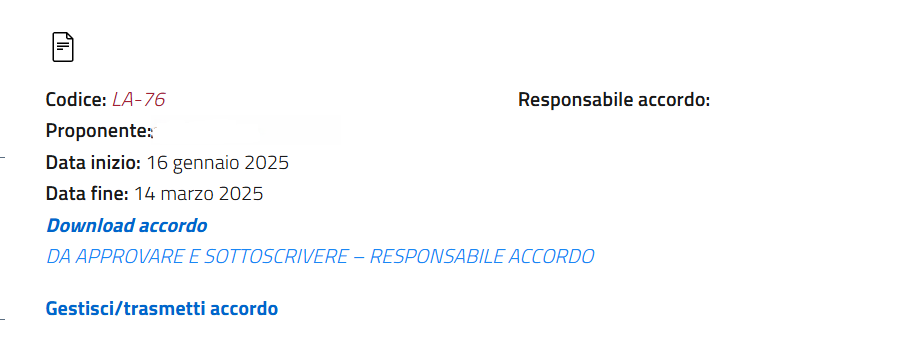 Codice: LA-76
Responsabile accordo:
Proponente:
Data inizio: 16 gennaio 2025
Data fine: 14 marzo 2025
Download accordo
DA APPROVARE E SOTTOSCRIVERE – RESPONSABILE ACCORDO
Gestisci/trasmetti accordo